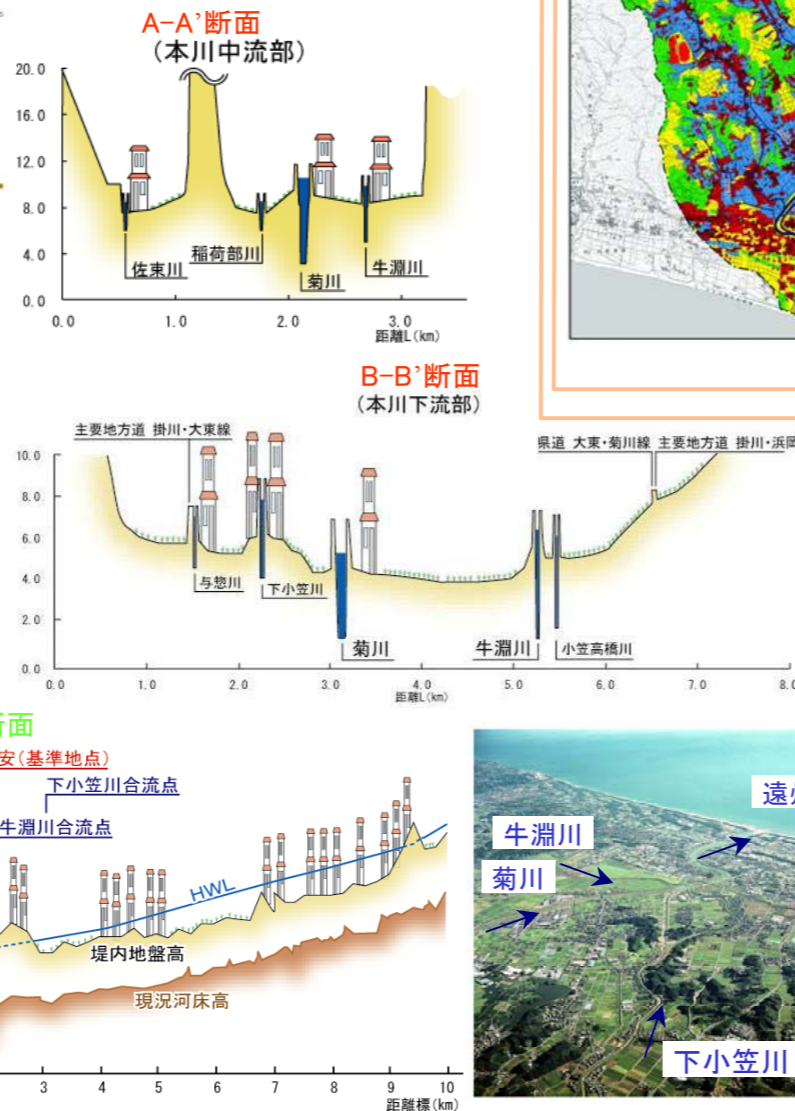 A-A’断面
(本川中流部)
20.0
16.0
12.0
8.0
4.0
0.0
佐束川
稲荷部川
菊川
牛淵川
0.0 1.0 2.0 3.0
距離L(km)
B-B’断面
(本川下流部)
主要地方道 掛川・大東線
県道 大東・菊川線 主要地方道 掛川・浜岡
10.0
8.0
6.0
4.0
2.0
0.0
与惣川
下小笠川
菊川
牛淵川
小笠高橋川
0.0 1.0 2.0 3.0 4.0 5.0 6.0 7.0 8.0
距離L(km)
断面
安(基準地点)
下小笠川合流点
牛淵川合流点
HWL
堤内地盤高
現況河床高
3 4 5 6 7 8 9 10
距離標(km)
遠州
牛淵川
菊川
下小笠川